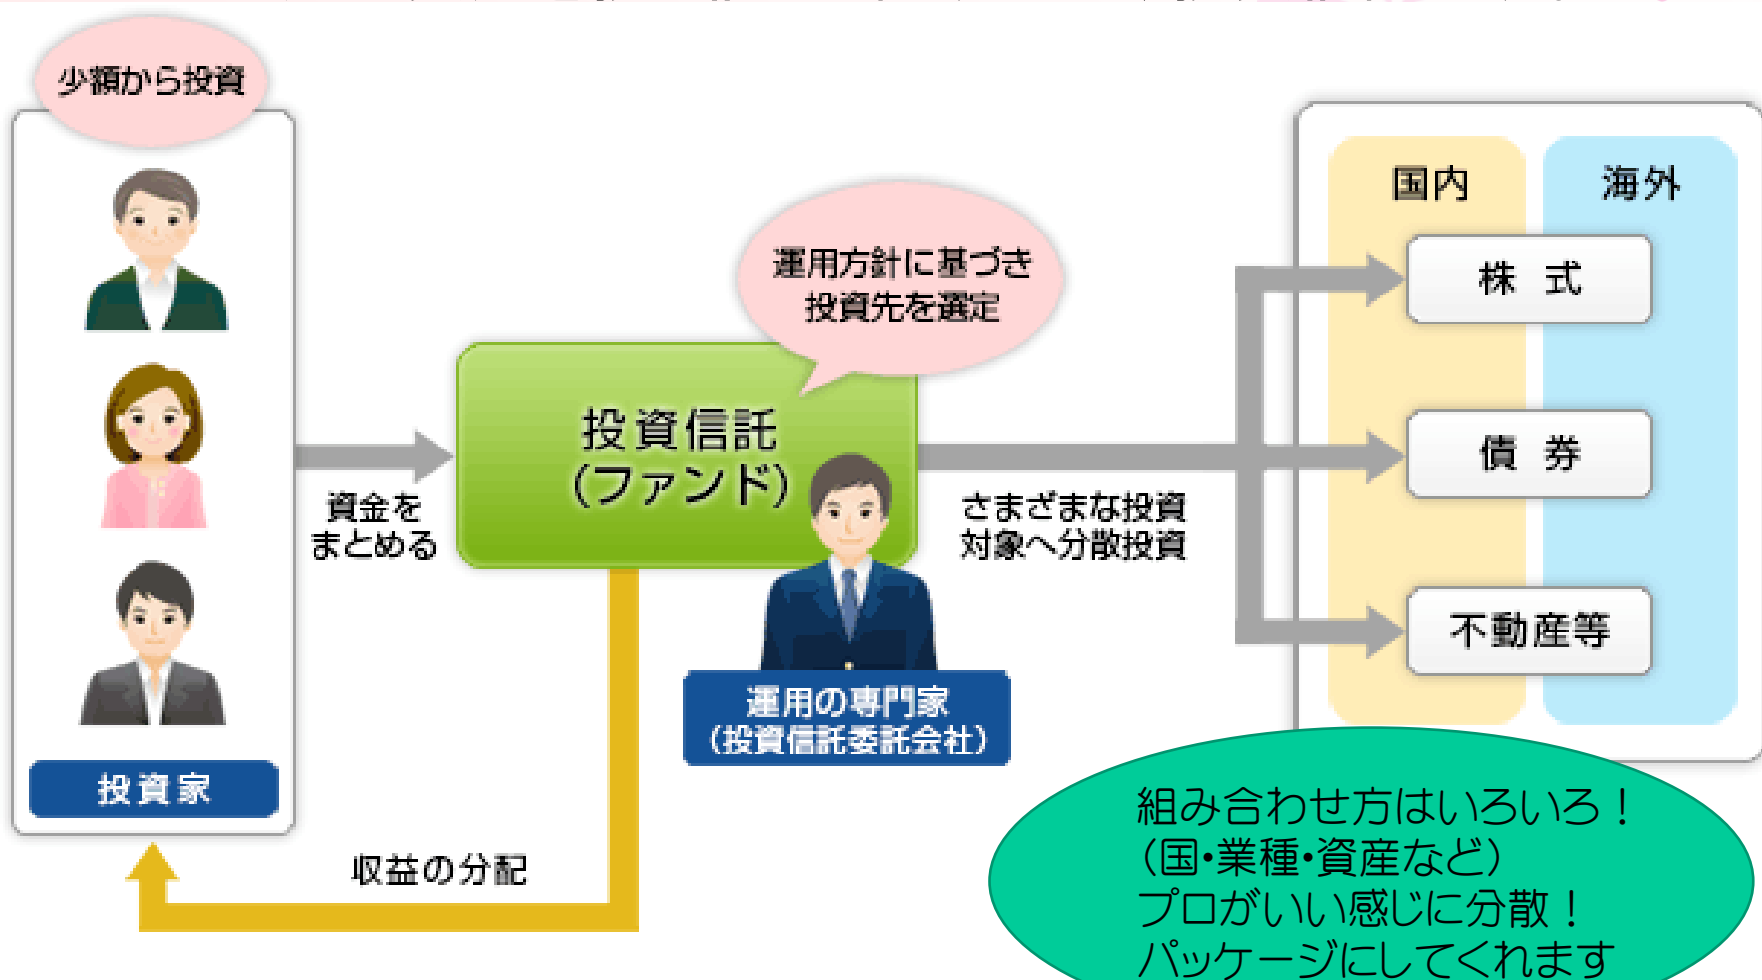 少額から投資
投資家
資金を
まとめる
投資信託
(ファンド)
運用方針に基づき
投資先を選定
運用の専門家
(投資信託委託会社)
さまざまな投資
対象へ分散投資
国内
海外
株 式
債 券
不動産等
収益の分配
組み合わせ方はいろいろ！
(国・業種・資産など)
プロがいい感じに分散！
パッケージにしてくれます